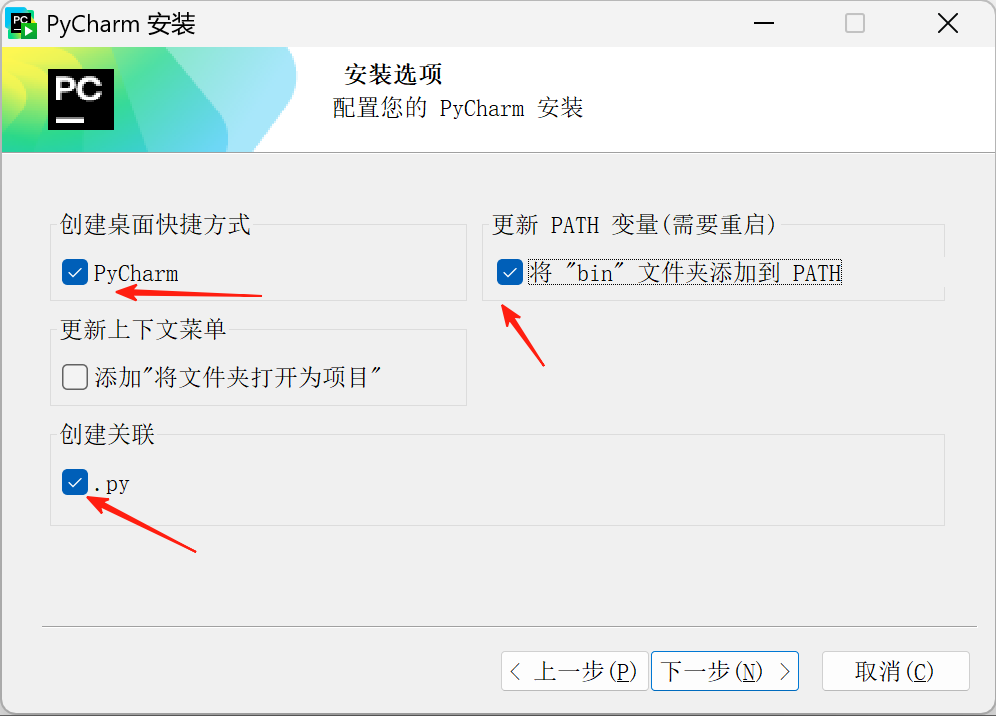 PyCharm 安装
PC
安装选项
配置您的 PyCharm 安装
创建桌面快捷方式
PyCharm
更新 PATH 变量(需要重启)
将 "bin" 文件夹添加到 PATH
更新上下文菜单
添加"将文件夹打开为项目"
创建关联
.py
上一步(P)
下一步(N)
取消(C)